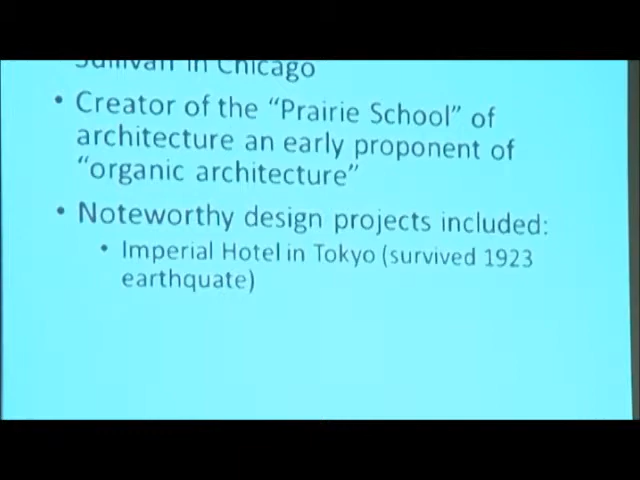 Sullivan in Chicago
• Creator of the “Prairie School” of
architecture an early proponent of
“organic architecture”
• Noteworthy design projects included:
• Imperial Hotel in Tokyo (survived 1923
earthquate)